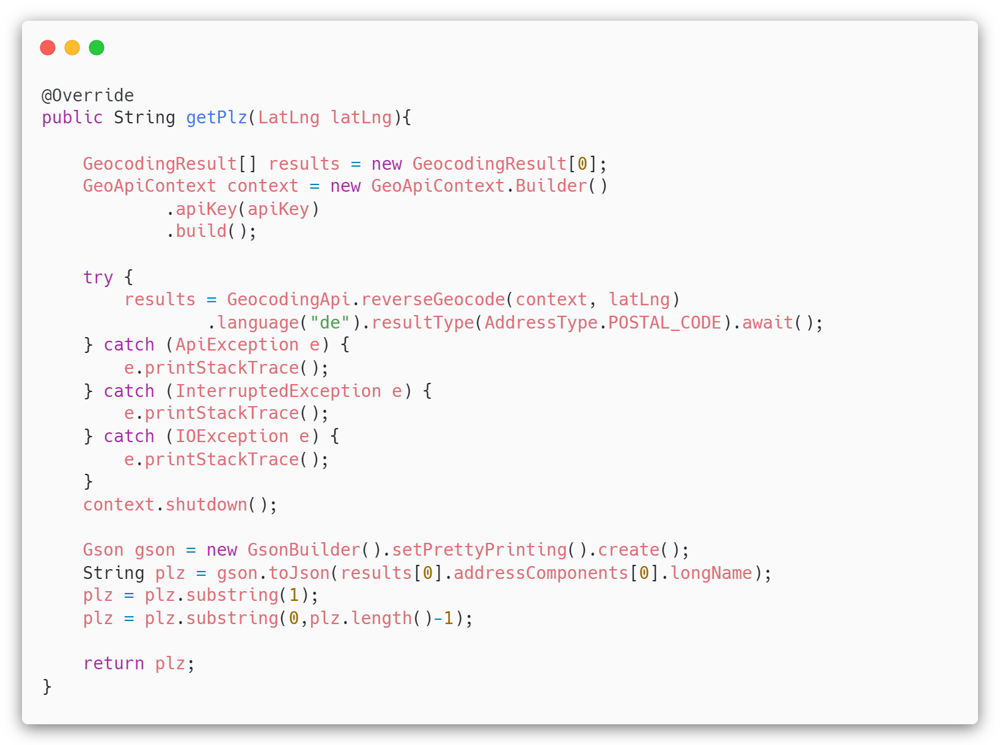 @Override
public String getPlz(LatLng latLng){
GeocodingResult[] results = new GeocodingResult[0];
GeoApiContext context = new GeoApiContext.Builder()
.apiKey(apiKey)
.build();
try {
results = GeocodingApi.reverseGeocode(context, latLng)
.language("de").resultType(AddressType.POSTAL_CODE).await();
} catch (ApiException e) {
e.printStackTrace();
} catch (InterruptedException e) {
e.printStackTrace();
} catch (IOException e) {
e.printStackTrace();
}
context.shutdown();
Gson gson = new GsonBuilder().setPrettyPrinting().create();
String plz = gson.toJson(results[0].addressComponents[0].longName);
plz = plz.substring(1);
plz = plz.substring(0,plz.length()-1);
return plz;
}